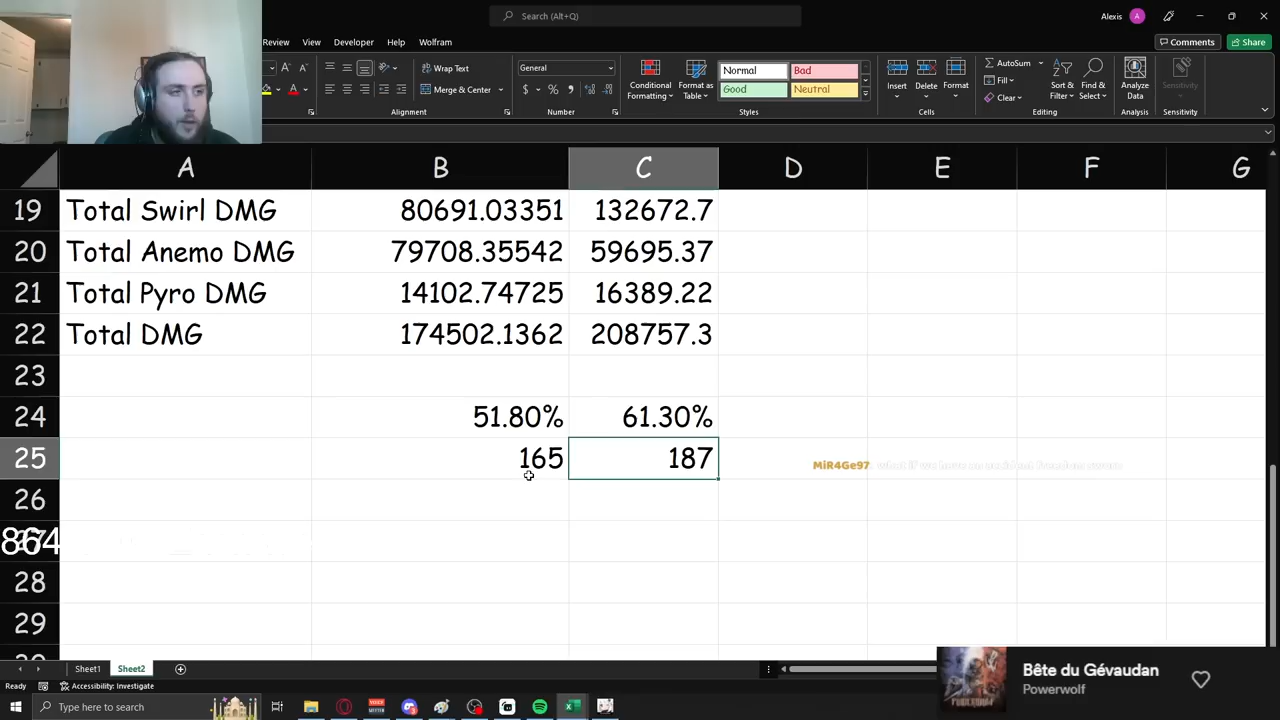 Search (Alt+Q)
Alexis
A
Review View Developer Help Wolfram
Comments
Share
Wrap Text
General
Merge & Center
$ % 9
Conditional Formatting
Format as Table
Normal
Bad
Good
Neutral
Insert
Delete
Format
AutoSum
Fill
Clear
Sort & Filter
Find & Select
Analyze Data
Sensitivity
Alignment
Number
Styles
Cells
Editing
Analysis
Sensitivity
A B C D E F G
19 Total Swirl DMG 80691.03351 132672.7
20 Total Anemo DMG 79708.35542 59695.37
21 Total Pyro DMG 14102.74725 16389.22
22 Total DMG 174502.1362 208757.3
23
24 51.80% 61.30%
25 165 187
MiR4Ge97
26
864
28
29
Sheet1 Sheet2
Bête du Gévaudan
Powerwolf
Ready
Accessibility: Investigate
Type here to search